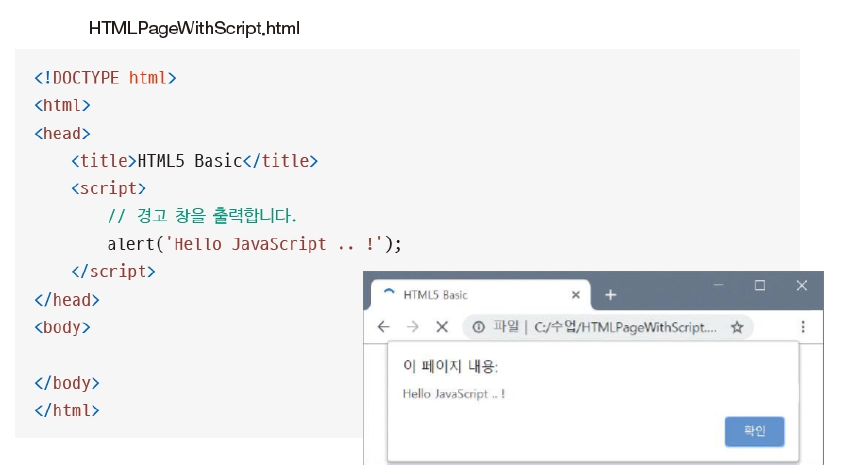 HTMLPageWithScript.html
<!DOCTYPE html>
<html>
<head>
<title>HTML5 Basic</title>
<script>
// 경고 창을 출력합니다.
alert('Hello JavaScript .. !');
</script>
</head>
<body>
</body>
</html>
HTML5 Basic
파일 | C:/수업/HTMLPageWithScript....
이 페이지 내용:
Hello JavaScript .. !
확인